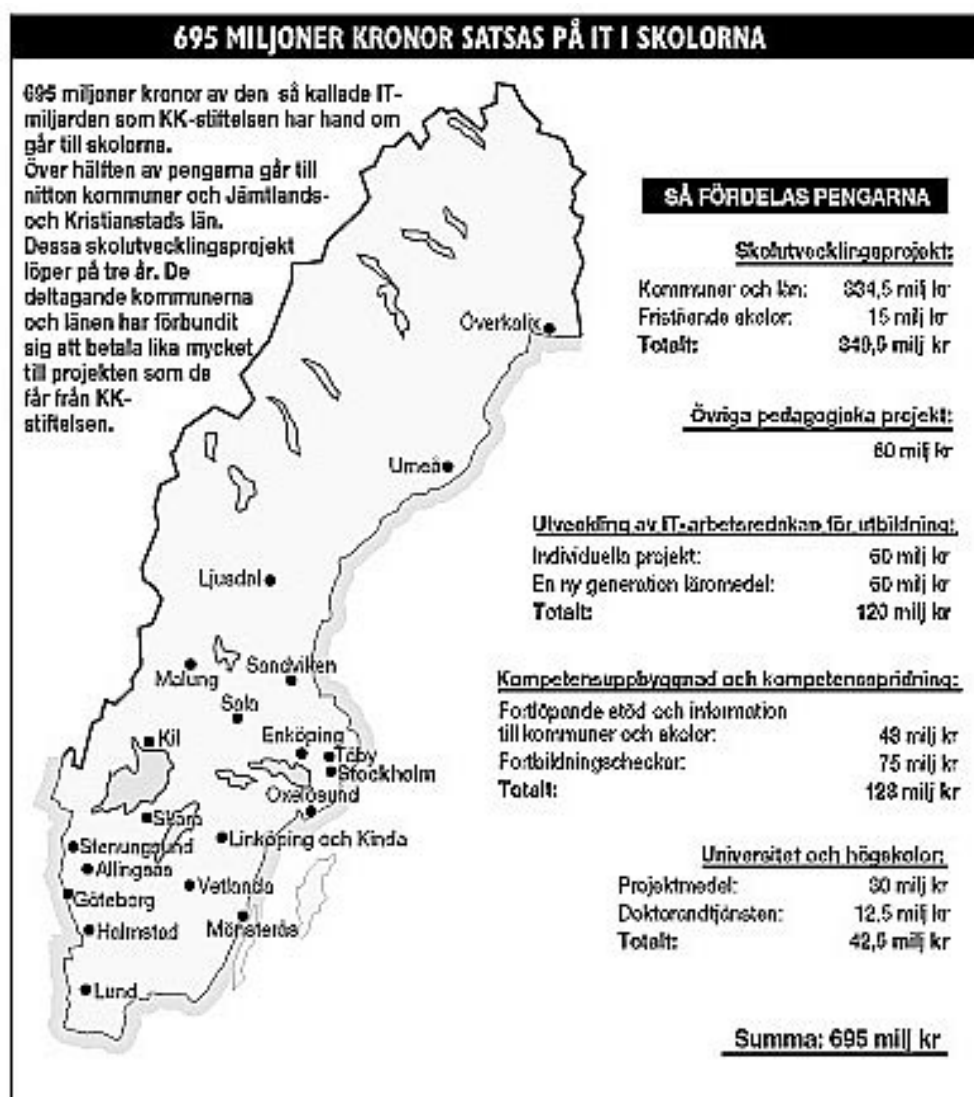 695 MILJONER KRONOR SATSAS PÅ IT I SKOLORNA
695 miljoner kronor av den så kallade IT-
miljarden som KK-stiftelsen har hand om
går till skolorna.
Över hälften av pengarna går till
nitton kommuner och Jämtlands-
och Kristianstads län.
Dessa skolutvecklingsprojekt
löper på tre år. De
deltagande kommunerna
och länen har förbundit
sig att betala lika mycket
till projekten som de
får från KK-
stiftelsen.
Överkalix
Umeå
Ljusdal
Malung
Sandviken
Sala
Kil
Enköping
Täby
Stockholm
Oxelösund
Skara
Linköping och Kinda
Stenungsund
Allingsås
Vetlanda
Göteborg
Mönsterås
Halmstad
Lund
SÅ FÖRDELAS PENGARNA
Skolutvecklingsprojekt:
Kommuner och län: 334,5 milj kr
Fristående skolor: 15 milj kr
Totalt: 349,5 milj kr
Övriga pedagogiska projekt:
60 milj kr
Utveckling av IT-arbetsredskap för utbildning:
Individuella projekt: 60 milj kr
En ny generation läromedel: 60 milj kr
Totalt: 120 milj kr
Kompetensuppbyggnad och kompetensspridning:
Fortlöpande stöd och information
till kommuner och skolor: 48 milj kr
Fortbildningscheckar: 75 milj kr
Totalt: 123 milj kr
Universitet och högskolor:
Projektmedel: 30 milj kr
Doktorandtjänsten: 12,5 milj kr
Totalt: 42,5 milj kr
Summa: 695 milj kr